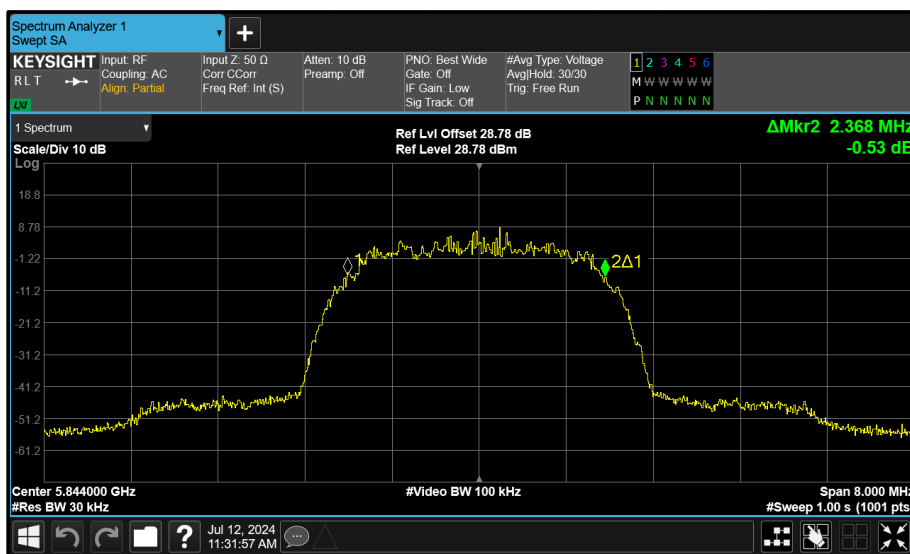 Spectrum Analyzer 1
Swept SA
+
KEYSIGHT
RLT
LXI
Input: RF
Coupling: AC
Align: Partial
Input Z: 50 Ω
Corr CCorr
Freq Ref: Int (S)
Atten: 10 dB
Preamp: Off
PNO: Best Wide
Gate: Off
IF Gain: Low
Sig Track: Off
#Avg Type: Voltage
Avg|Hold: 30/30
Trig: Free Run
1 2 3 4 5 6
M W W W W W
P N N N N N
1 Spectrum
Scale/Div 10 dB
Ref Lvl Offset 28.78 dB
Ref Level 28.78 dBm
ΔMkr2 2.368 MHz
-0.53 dB
Log
18.8
8.78
-1.22
-11.2
-21.2
-31.2
-41.2
-51.2
-61.2
1
2Δ1
Center 5.844000 GHz
#Res BW 30 kHz
#Video BW 100 kHz
Span 8.000 MHz
#Sweep 1.00 s (1001 pts
?
Jul 12, 2024
11:31:57 AM